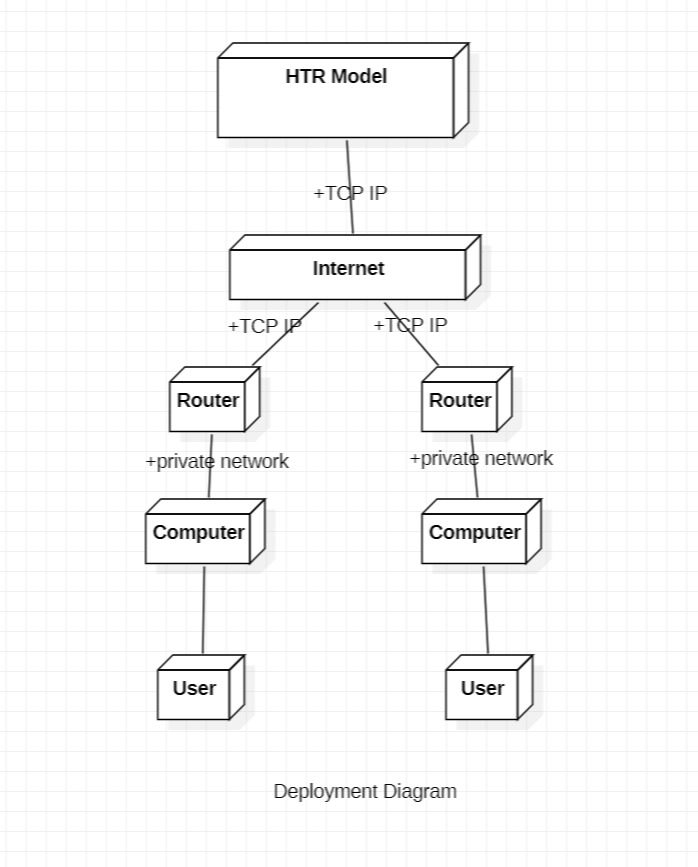 HTR Model
+TCP IP
Internet
+TCP IP
+TCP IP
Router
Router
+private network
+private network
Computer
Computer
User
User
Deployment Diagram